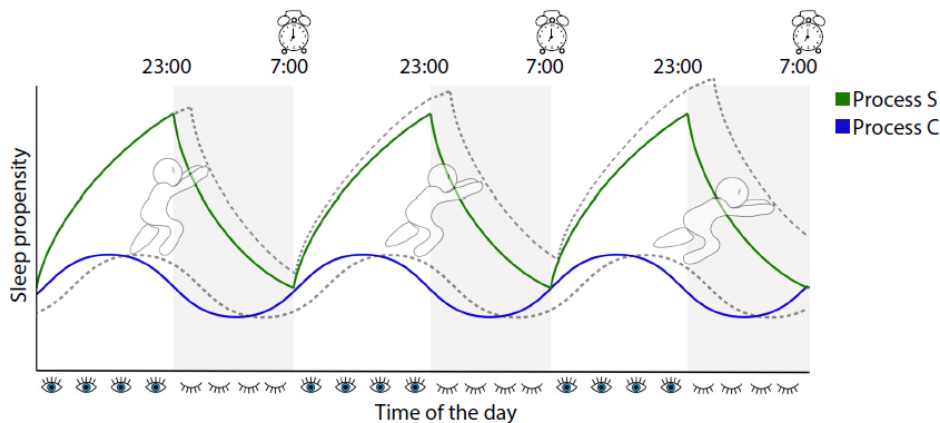 23:00 7:00 23:00 7:00 23:00 7:00
Process S
Process C
Sleep propensity
Time of the day